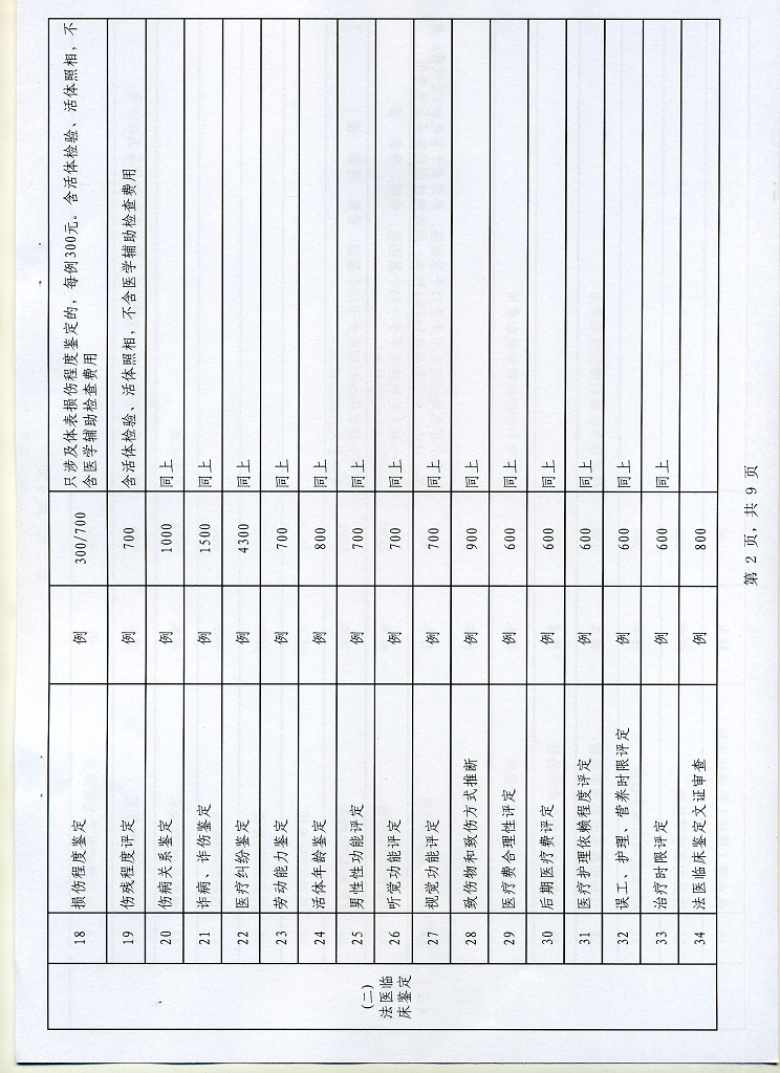 (二)
法医临
床鉴定
18 损伤程度鉴定 例 300/700 只涉及体表损伤程度鉴定的，每例300元。含活体检验、活体照相，不
含医学辅助检查费用
19 伤残程度评定 例 700 含活体检验、活体照相，不含医学辅助检查费用
20 伤病关系鉴定 例 1000 同上
21 诈病、诈伤鉴定 例 1500 同上
22 医疗纠纷鉴定 例 4300 同上
23 劳动能力鉴定 例 700 同上
24 活体年龄鉴定 例 800 同上
25 男性性功能评定 例 700 同上
26 听觉功能评定 例 700 同上
27 视觉功能评定 例 700 同上
28 致伤物和致伤方式推断 例 900 同上
29 医疗费合理性评定 例 600 同上
30 后期医疗费评定 例 600 同上
31 医疗护理依赖程度评定 例 600 同上
32 误工、护理、营养时限评定 例 600 同上
33 治疗时限评定 例 600 同上
34 法医临床鉴定文证审查 例 800
第 2 页，共 9 页